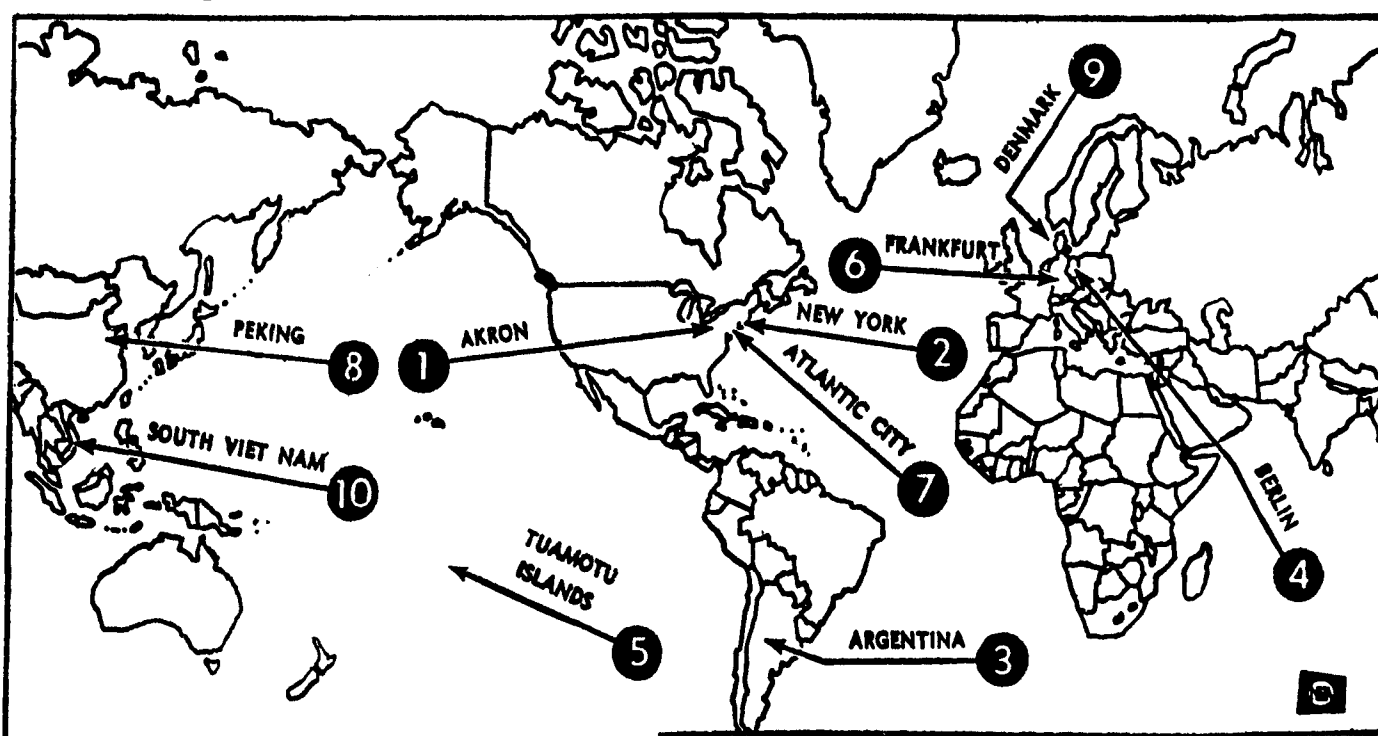 9
DENMARK
6
FRANKFURT
NEW YORK
2
PEKING
8
1
AKRON
ATLANTIC CITY
7
SOUTH VIET NAM
10
BERLIN
4
TUAMOTU
ISLANDS
5
ARGENTINA
3